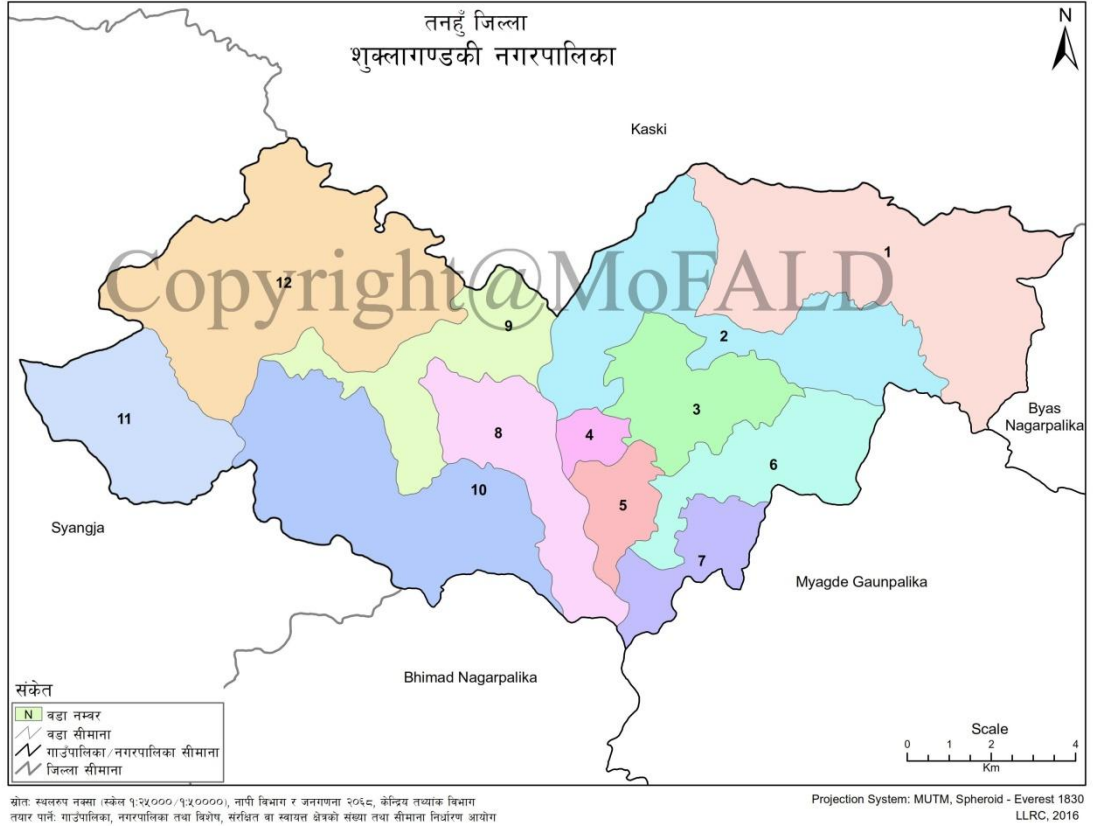 तनहुँ जिल्ला
शुक्लागण्डकी नगरपालिका
N
Kaski
Copyright@MoFALD
1
12
9
2
11
3
8
4
6
10
5
7
Byas
Nagarpalika
Syangja
Myagde Gaunpalika
Bhimad Nagarpalika
संकेत
N वडा नम्बर
वडा सीमाना
गाउँपालिका/नगरपालिका सीमाना
जिल्ला सीमाना
Scale
0 1 2 4
Km
स्रोतः स्थलरुप नक्सा (स्केल १:२५०००/१:५००००), नापी विभाग र जनगणना २०६८, केन्द्रिय तथ्यांक विभाग
तयार पार्नेः गाउँपालिका, नगरपालिका तथा विशेष, संरक्षित वा स्वायत्त क्षेत्रको संख्या तथा सीमाना निर्धारण आयोग
Projection System: MUTM, Spheroid - Everest 1830
LLRC, 2016